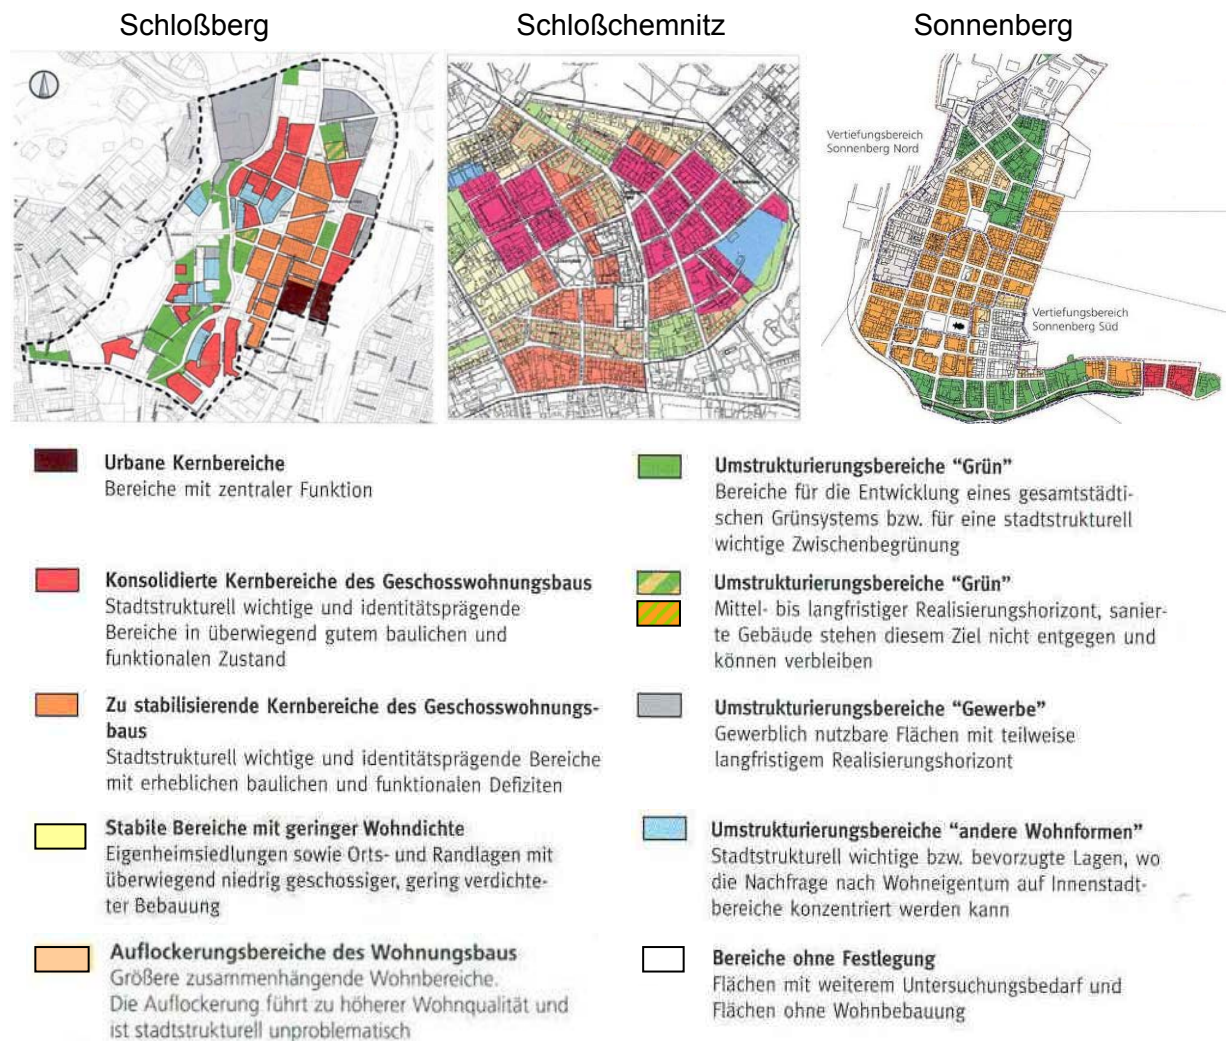 Schloßberg
Schloßchemnitz
Sonnenberg
Vertiefungsbereich
Sonnenberg Nord
Vertiefungsbereich
Sonnenberg Süd
Urbane Kernbereiche
Bereiche mit zentraler Funktion
Konsolidierte Kernbereiche des Geschosswohnungsbaus
Stadtstrukturell wichtige und identitätsprägende
Bereiche in überwiegend gutem baulichen und
funktionalen Zustand
Zu stabilisierende Kernbereiche des Geschosswohnungs-
baus
Stadtstrukturell wichtige und identitätsprägende Bereiche
mit erheblichen baulichen und funktionalen Defiziten
Stabile Bereiche mit geringer Wohndichte
Eigenheimsiedlungen sowie Orts- und Randlagen mit
überwiegend niedrig geschossiger, gering verdichte-
ter Bebauung
Auflockerungsbereiche des Wohnungsbaus
Größere zusammenhängende Wohnbereiche.
Die Auflockerung führt zu höherer Wohnqualität und
ist stadtstrukturell unproblematisch
Umstrukturierungsbereiche “Grün”
Bereiche für die Entwicklung eines gesamtstädti-
schen Grünsystems bzw. für eine stadtstrukturell
wichtige Zwischenbegrünung
Umstrukturierungsbereiche “Grün”
Mittel- bis langfristiger Realisierungshorizont, sanier-
te Gebäude stehen diesem Ziel nicht entgegen und
können verbleiben
Umstrukturierungsbereiche “Gewerbe”
Gewerblich nutzbare Flächen mit teilweise
langfristigem Realisierungshorizont
Umstrukturierungsbereiche “andere Wohnformen”
Stadtstrukturell wichtige bzw. bevorzugte Lagen, wo
die Nachfrage nach Wohneigentum auf Innenstadt-
bereiche konzentriert werden kann
Bereiche ohne Festlegung
Flächen mit weiterem Untersuchungsbedarf und
Flächen ohne Wohnbebauung